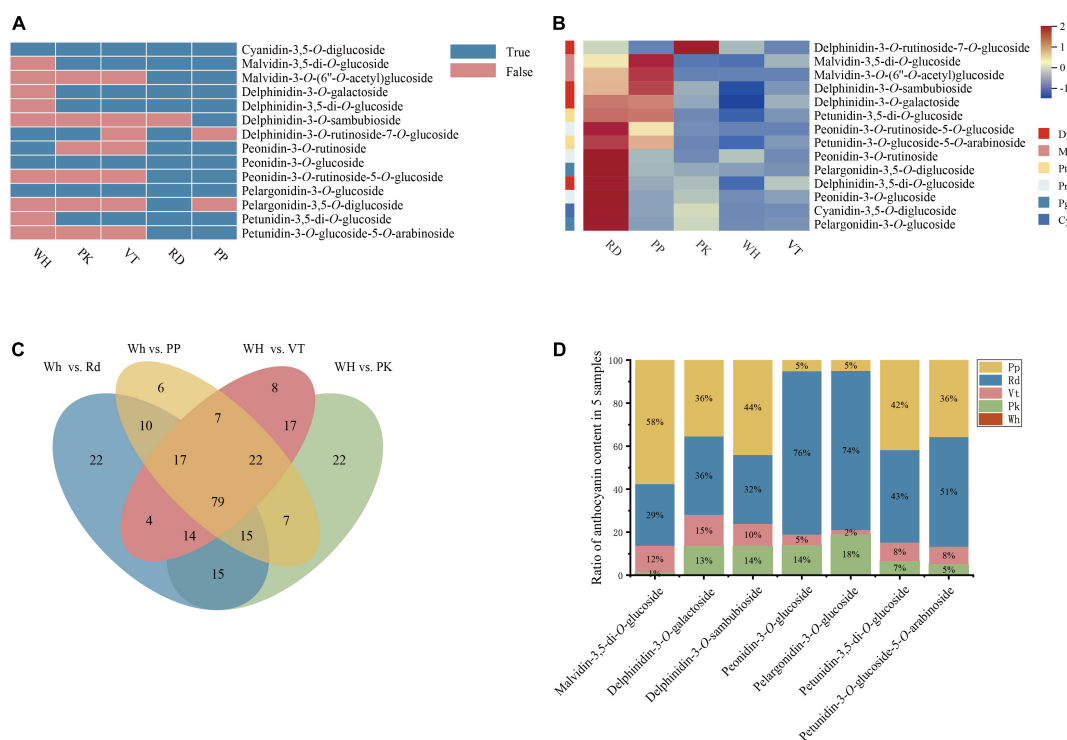 A
Cyanidin-3,5-O-diglucoside
Malvidin-3,5-di-O-glucoside
Malvidin-3-O-(6"-O-acetyl)glucoside
Delphinidin-3-O-galactoside
Delphinidin-3,5-di-O-glucoside
Delphinidin-3-O-sambubioside
Delphinidin-3-O-rutinoside-7-O-glucoside
Peonidin-3-O-rutinoside
Peonidin-3-O-glucoside
Peonidin-3-O-rutinoside-5-O-glucoside
Pelargonidin-3-O-glucoside
Pelargonidin-3,5-O-diglucoside
Petunidin-3,5-di-O-glucoside
Petunidin-3-O-glucoside-5-O-arabinoside
WH PK VT RD PP
True
False
B
Delphinidin-3-O-rutinoside-7-O-glucoside
Malvidin-3,5-di-O-glucoside
Malvidin-3-O-(6"-O-acetyl)glucoside
Delphinidin-3-O-sambubioside
Delphinidin-3-O-galactoside
Petunidin-3,5-di-O-glucoside
Peonidin-3-O-rutinoside-5-O-glucoside
Petunidin-3-O-glucoside-5-O-arabinoside
Peonidin-3-O-rutinoside
Pelargonidin-3,5-O-diglucoside
Delphinidin-3,5-di-O-glucoside
Peonidin-3-O-glucoside
Cyanidin-3,5-O-diglucoside
Pelargonidin-3-O-glucoside
RD PP PK WH VT
2
1
0
-1
C
Wh vs. Rd
Wh vs. PP
WH vs. VT
WH vs. PK
6
8
10
7
17
22
17
22
22
79
4
7
14
15
15
D
Ratio of anthocyanin content in 5 samples
100
80
60
40
20
0
58%
29%
12%
1%
36%
36%
15%
13%
44%
32%
10%
14%
5%
76%
5%
14%
5%
74%
2%
18%
42%
43%
8%
7%
36%
51%
8%
5%
Pp
Rd
Vt
Pk
Wh
Malvidin-3,5-di-O-glucoside
Delphinidin-3-O-galactoside
Delphinidin-3-O-sambubioside
Peonidin-3-O-glucoside
Pelargonidin-3-O-glucoside
Petunidin-3,5-di-O-glucoside
Petunidin-3-O-glucoside-5-O-arabinoside